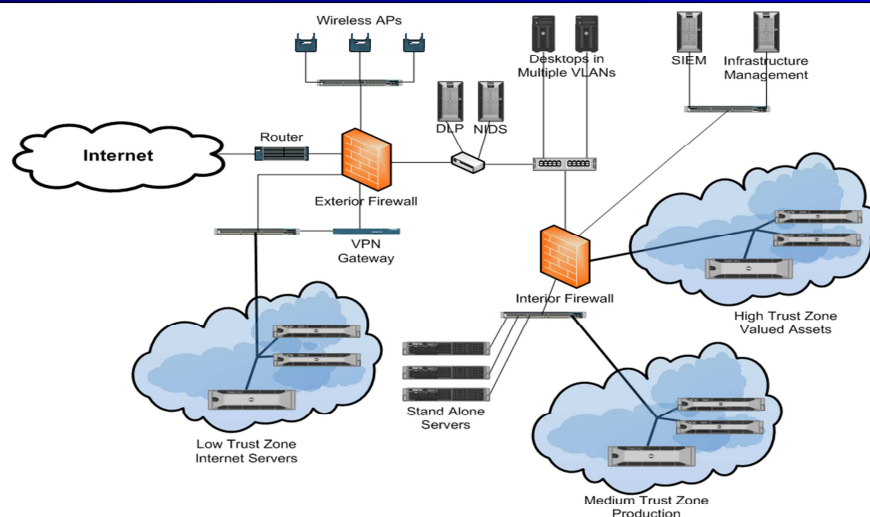 Wireless APs
Desktops in
Multiple VLANs
SIEM
Infrastructure
Management
DLP
NIDS
Router
Internet
Exterior Firewall
VPN
Gateway
Interior Firewall
High Trust Zone
Valued Assets
Stand Alone
Servers
Low Trust Zone
Internet Servers
Medium Trust Zone
Production